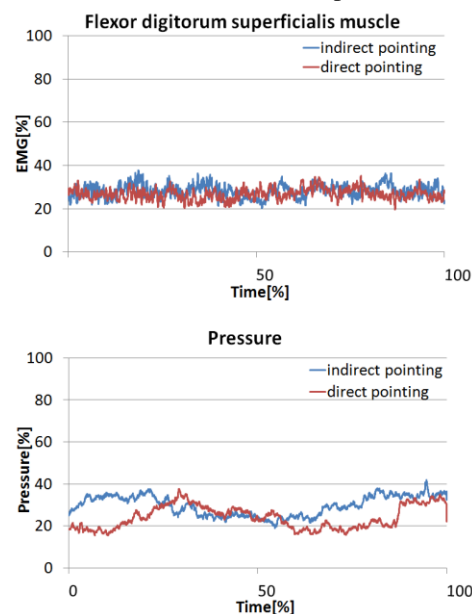 Flexor digitorum superficialis muscle
100
indirect pointing
direct pointing
80
60
EMG[%]
40
20
0
50
100
Time[%]
Pressure
100
indirect pointing
direct pointing
80
60
Pressure[%]
40
20
0
0
50
100
Time[%]